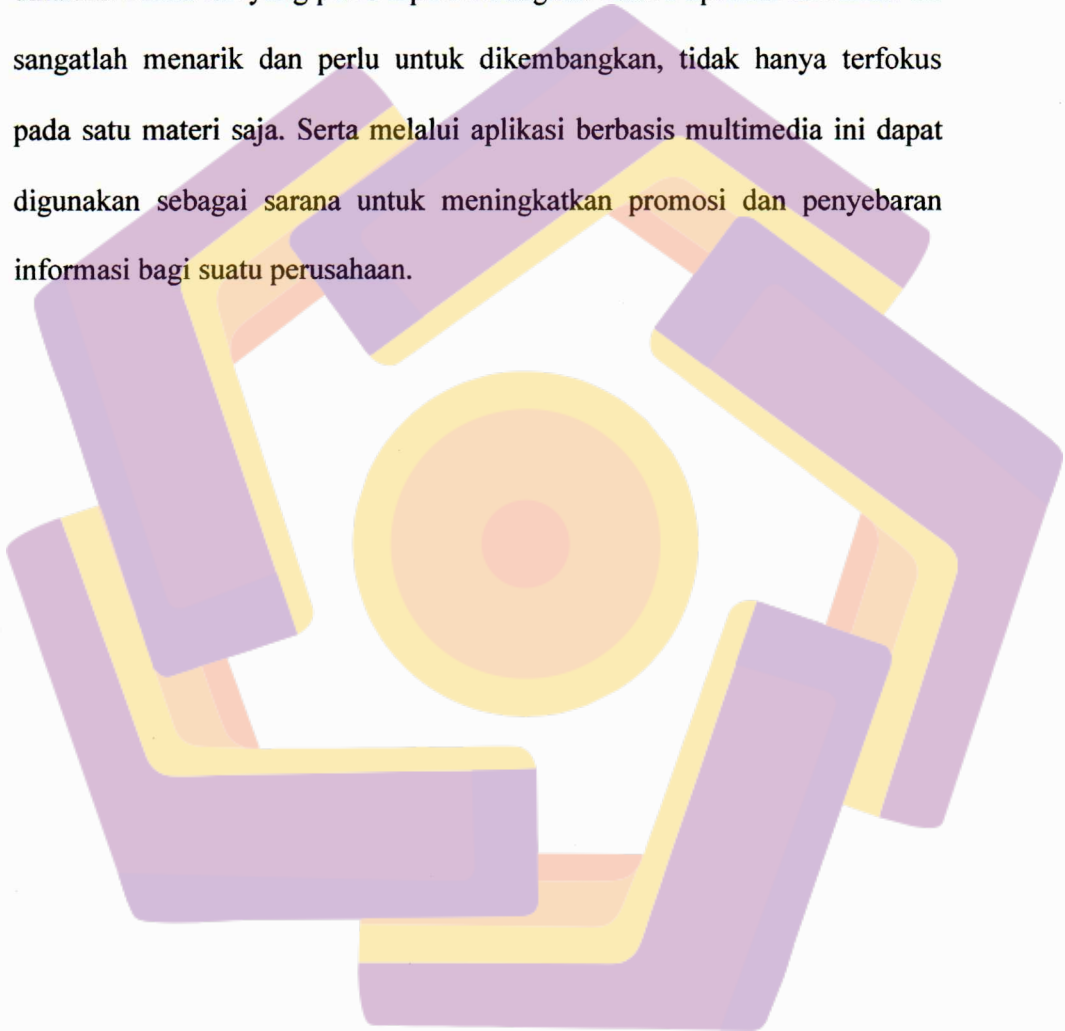 sangatlah menarik dan perlu untuk dikembangkan, tidak hanya terfokus
pada satu materi saja. Serta melalui aplikasi berbasis multimedia ini dapat
digunakan sebagai sarana untuk meningkatkan promosi dan penyebaran
informasi bagi suatu perusahaan.